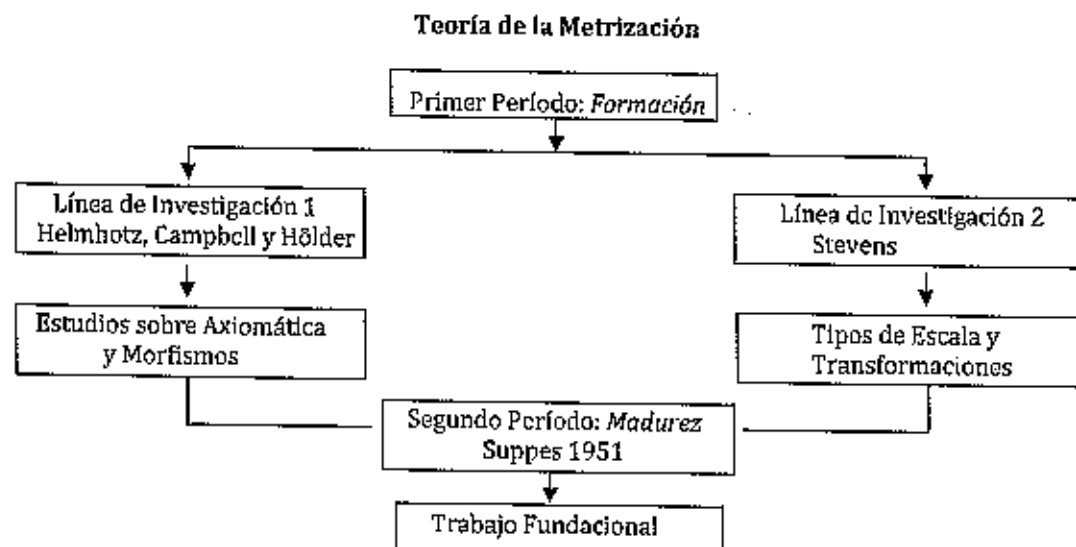 Teoría de la Metrización
Primer Período: Formación
Línea de Investigación 1
Helmhotz, Campbell y Hölder
Línea de Investigación 2
Stevens
Estudios sobre Axiomática
y Morfismos
Tipos de Escala y
Transformaciones
Segundo Período: Madurez
Suppes 1951
Trabajo Fundacional